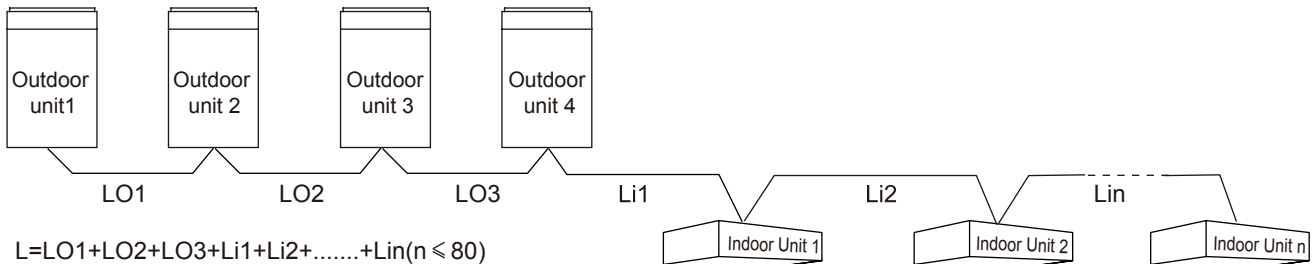 Outdoor
unit1
Outdoor
unit 2
Outdoor
unit 3
Outdoor
unit 4
LO1
LO2
LO3
Li1
Li2
Lin
Indoor Unit 1
Indoor Unit 2
Indoor Unit n
L=LO1+LO2+LO3+Li1+Li2+.......+Lin(n ≤ 80)